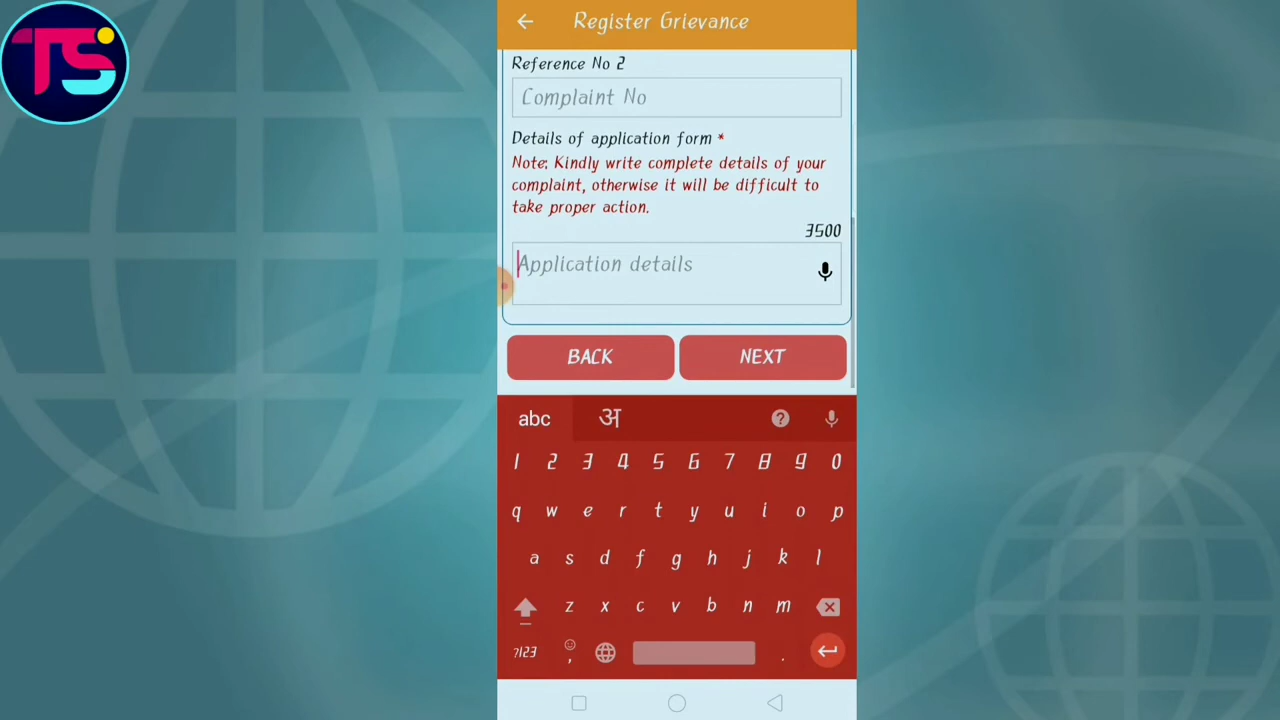 TS
Register Grievance
Reference No 2
Complaint No
Details of application form *
Note: Kindly write complete details of your
complaint, otherwise it will be difficult to
take proper action.
3500
Application details
BACK NEXT
abc अ ?
1 2 3 4 5 6 7 8 9 0
q w e r t y u i o p
a s d f g h j k l
z x c v b n m
?123 , .